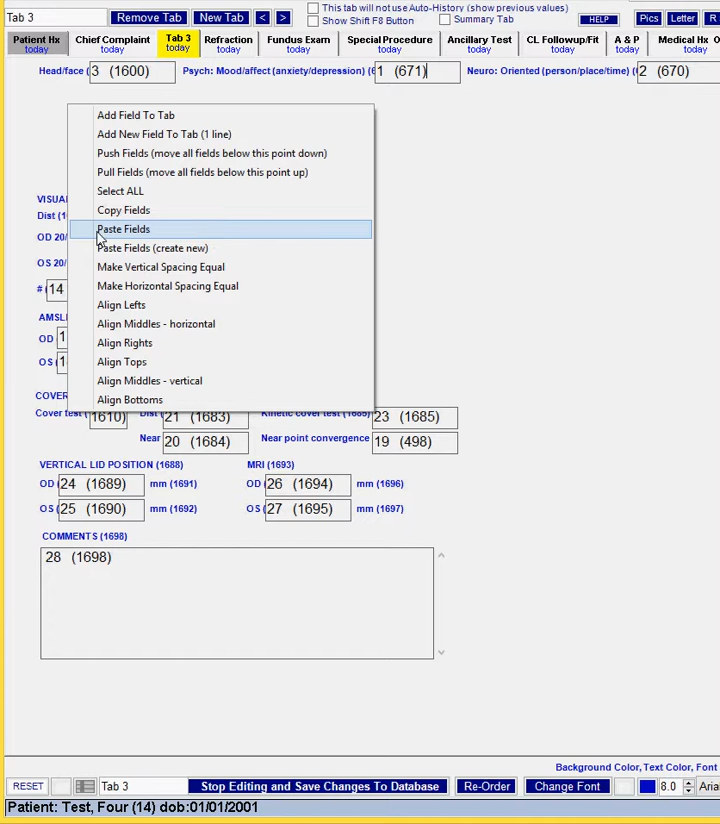 Tab 3 Remove Tab New Tab < > This tab will not use Auto-History (show previous values)
Show Shift F8 Button Summary Tab HELP Pics Letter R
Patient Hx Chief Complaint Tab 3 Refraction Fundus Exam Special Procedure Ancillary Test CL Followup/Fit A & P Medical Hx O
today today today today today today today today today today
Head/face ( 3 (1600) Psych: Mood/affect (anxiety/depression) (6 1 (671) Neuro: Oriented (person/place/time) ( 2 (670)
Add Field To Tab
Add New Field To Tab (1 line)
Push Fields (move all fields below this point down)
Pull Fields (move all fields below this point up)
Select ALL
VISUA
Copy Fields
Dist (1
Paste Fields
OD 20/
Paste Fields (create new)
OS 20/
Make Vertical Spacing Equal
# ( 14
Make Horizontal Spacing Equal
Align Lefts
AMSL
Align Middles - horizontal
OD 1
Align Rights
OS (
Align Tops
Align Middles - vertical
COVER
Align Bottoms
Cover test ( (1610) Dist ( 21 (1683) Kinetic cover test (1685) 23 (1685)
Near 20 (1684) Near point convergence 19 (498)
VERTICAL LID POSITION (1688) MRI (1693)
OD ( 24 (1689) mm (1691) OD ( 26 (1694) mm (1696)
OS ( 25 (1690) mm (1692) OS ( 27 (1695) mm (1697)
COMMENTS (1698)
28 (1698)
Background Color, Text Color, Font
RESET Tab 3 Stop Editing and Save Changes To Database Re-Order Change Font 8.0 Aria
Patient: Test, Four (14) dob:01/01/2001